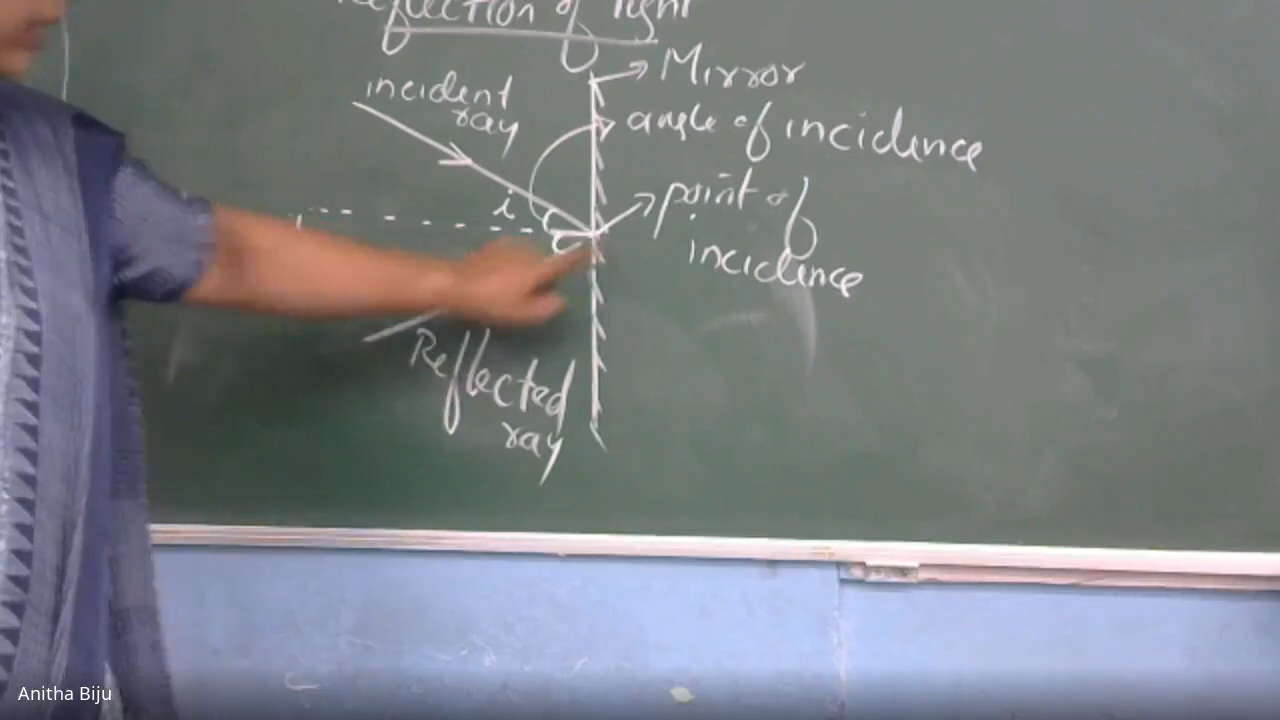 Reflection of light
Mirror
incident
ray
angle of incidence
i
point of
incidence
Reflected
ray
Anitha Biju